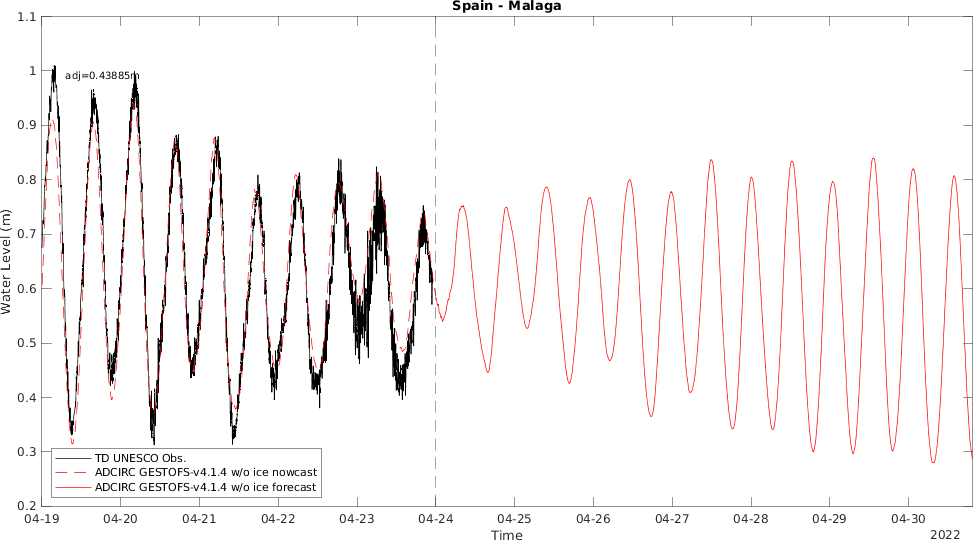 Spain - Malaga
1.1
1
0.9
0.8
0.7
0.6
0.5
0.4
0.3
0.2
Water Level (m)
adj=0.43885m
TD UNESCO Obs.
ADCIRC GESTOFS-v4.1.4 w/o ice nowcast
ADCIRC GESTOFS-v4.1.4 w/o ice forecast
04-19 04-20 04-21 04-22 04-23 04-24 04-25 04-26 04-27 04-28 04-29 04-30
Time
2022